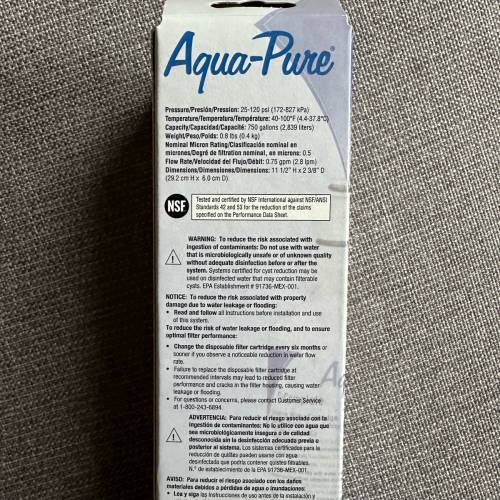 Aqua-Pure®
Pressure/Presión/Pression: 25-120 psi (172-827 kPa)
Temperature/Temperatura/Température: 40-100°F (4.4-37.8°C)
Capacity/Capacidad/Capacité: 750 gallons (2,839 liters)
Weight/Peso/Poids: 0.8 lbs (0.4 kg)
Nominal Micron Rating/Clasificación nominal en
micrones/Degré de filtration nominal, en microns: 0.5
Flow Rate/Velocidad del Flujo/Débit: 0.75 gpm (2.8 lpm)
Dimensions/Dimensiones/Dimensions: 11 1/2" H x 2 3/8" D
(29.2 cm H x 6.0 cm D)
NSF
Tested and certified by NSF International against NSF/ANSI
Standards 42 and 53 for the reduction of the claims
specified on the Performance Data Sheet.
WARNING: To reduce the risk associated with
ingestion of contaminants: Do not use with water
that is microbiologically unsafe or of unknown quality
without adequate disinfection before or after the
system. Systems certified for cyst reduction may be
used on disinfected water that may contain filterable
cysts. EPA Establishment # 91736-MEX-001.
NOTICE: To reduce the risk associated with property
damage due to water leakage or flooding:
• Read and follow all Instructions before installation and use
of this system.
To reduce the risk of water leakage or flooding, and to ensure
optimal filter performance:
• Change the disposable filter cartridge every six months or
sooner if you observe a noticeable reduction in water flow
rate.
• Failure to replace the disposable filter cartridge at
recommended intervals may lead to reduced filter
performance and cracks in the filter housing, causing water
leakage or flooding.
• For questions or concerns, please contact Customer Service
at 1-800-243-6894.
ADVERTENCIA: Para reducir el riesgo asociado con la
ingestión de contaminantes: No lo utilice con agua que
sea microbiológicamente insegura o de calidad
desconocida sin la desinfección adecuada previa o
posterior al sistema. Los sistemas certificados para la
reducción de quistes pueden usarse con agua
desinfectada que podría contener quistes filtrables.
N.° de establecimiento de la EPA 91736-MEX-001.
AVISO: Para reducir el riesgo asociado con los daños
materiales debidos a pérdidas de agua o inundaciones:
• Lea y siga las Instrucciones de uso antes de la instalación y